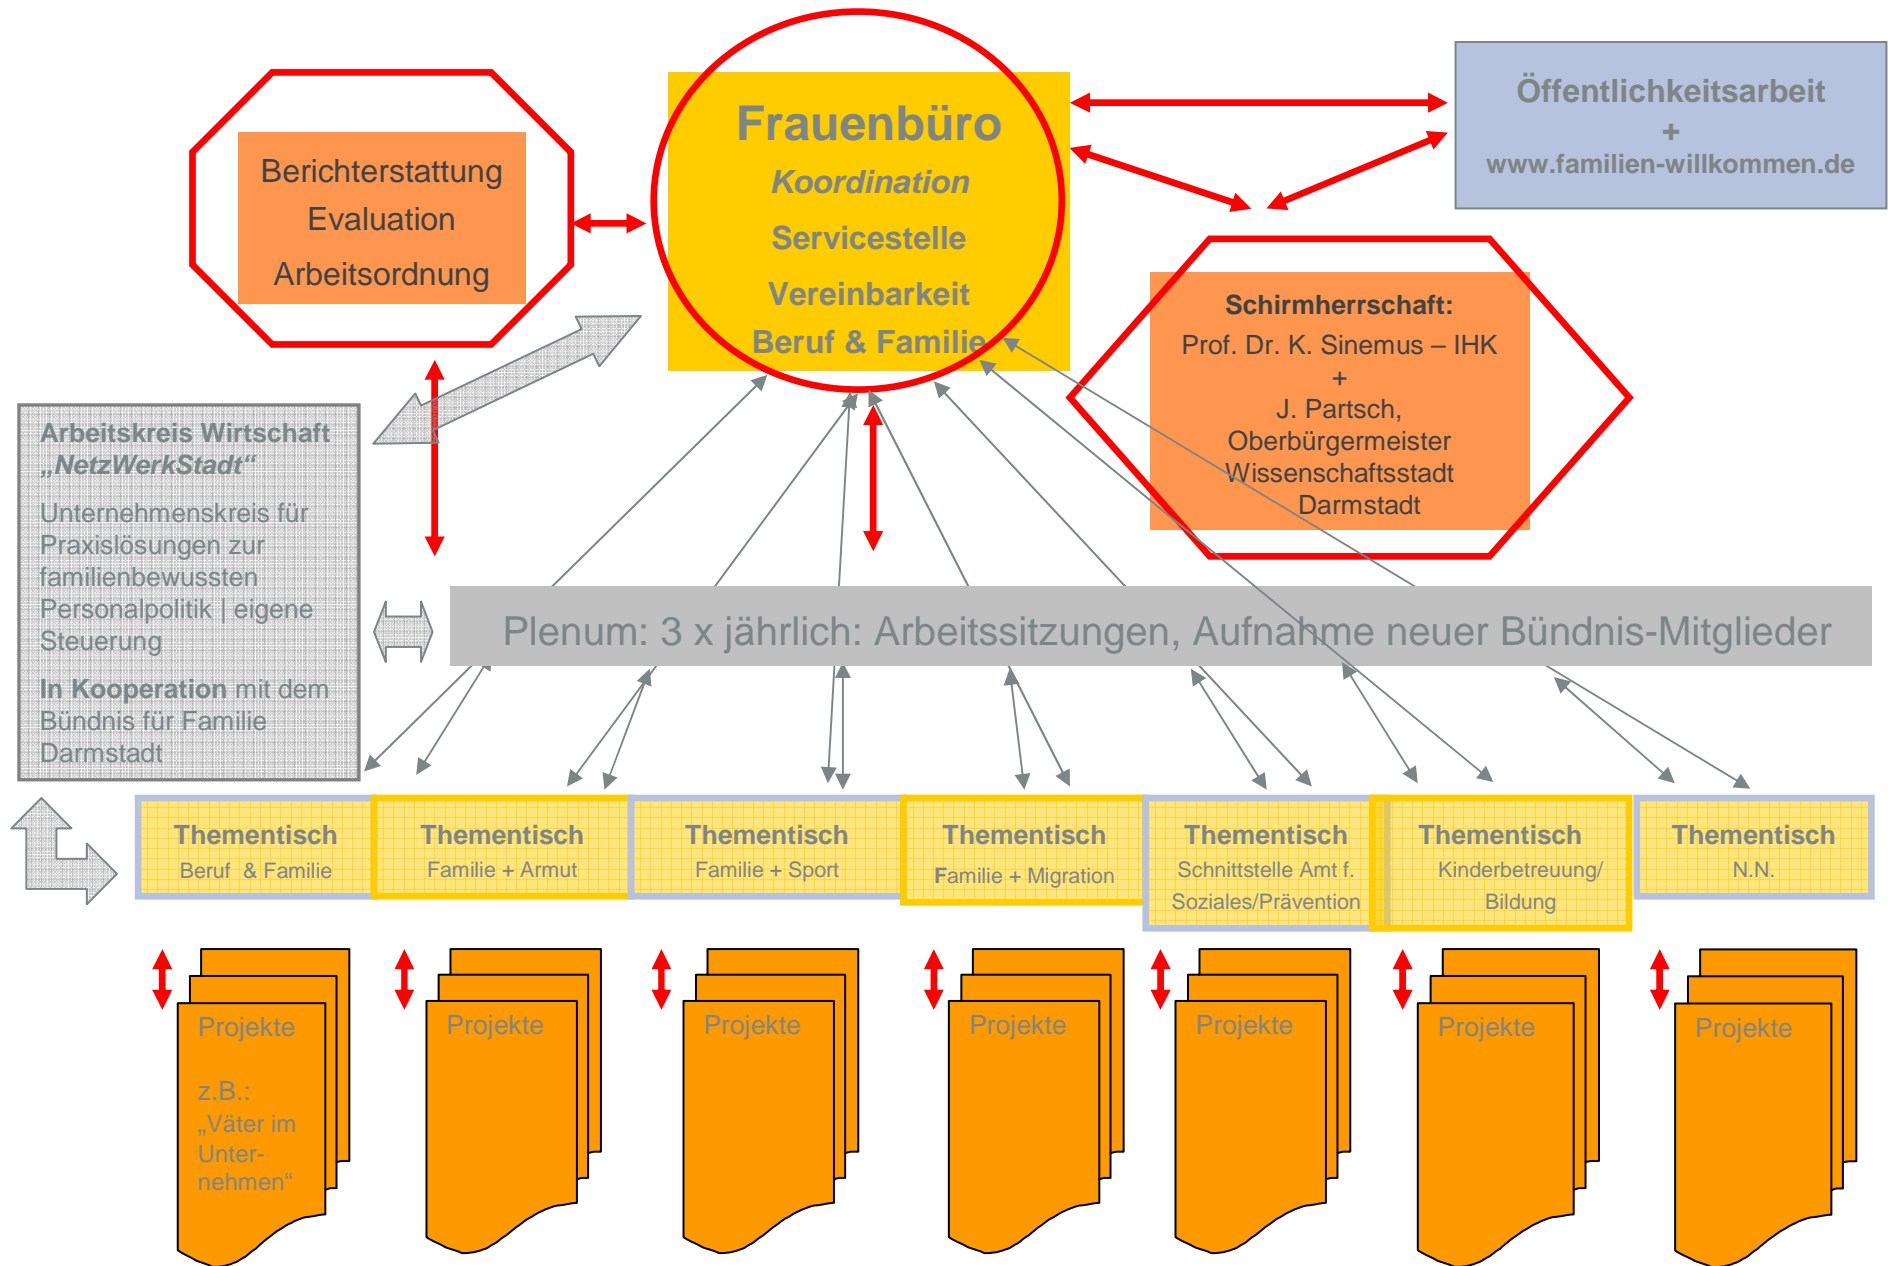 Berichterstattung
Evaluation
Arbeitsordnung
Frauenbüro
Koordination
Servicestelle
Vereinbarkeit
Beruf & Familie
Öffentlichkeitsarbeit
+
www.familien-willkommen.de
Schirmherrschaft:
Prof. Dr. K. Sinemus – IHK
+
J. Partsch,
Oberbürgermeister
Wissenschaftsstadt
Darmstadt
Arbeitskreis Wirtschaft
„NetzWerkStadt“
Unternehmenskreis für
Praxislösungen zur
familienbewussten
Personalpolitik | eigene
Steuerung
In Kooperation mit dem
Bündnis für Familie
Darmstadt
Plenum: 3 x jährlich: Arbeitssitzungen, Aufnahme neuer Bündnis-Mitglieder
Thementisch
Beruf & Familie
Thementisch
Familie + Armut
Thementisch
Familie + Sport
Thementisch
Familie + Migration
Thementisch
Schnittstelle Amt f.
Soziales/Prävention
Thementisch
Kinderbetreuung/
Bildung
Thementisch
N.N.
Projekte
z.B.:
„Väter im
Unter-
nehmen“
Projekte
Projekte
Projekte
Projekte
Projekte
Projekte